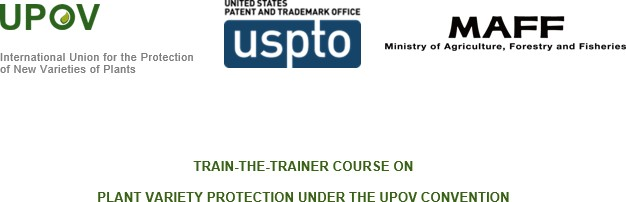 UPOV
International Union for the Protection
of New Varieties of Plants
UNITED STATES
PATENT AND TRADEMARK OFFICE
uspto
MAFF
Ministry of Agriculture, Forestry and Fisheries
TRAIN-THE-TRAINER COURSE ON
PLANT VARIETY PROTECTION UNDER THE UPOV CONVENTION